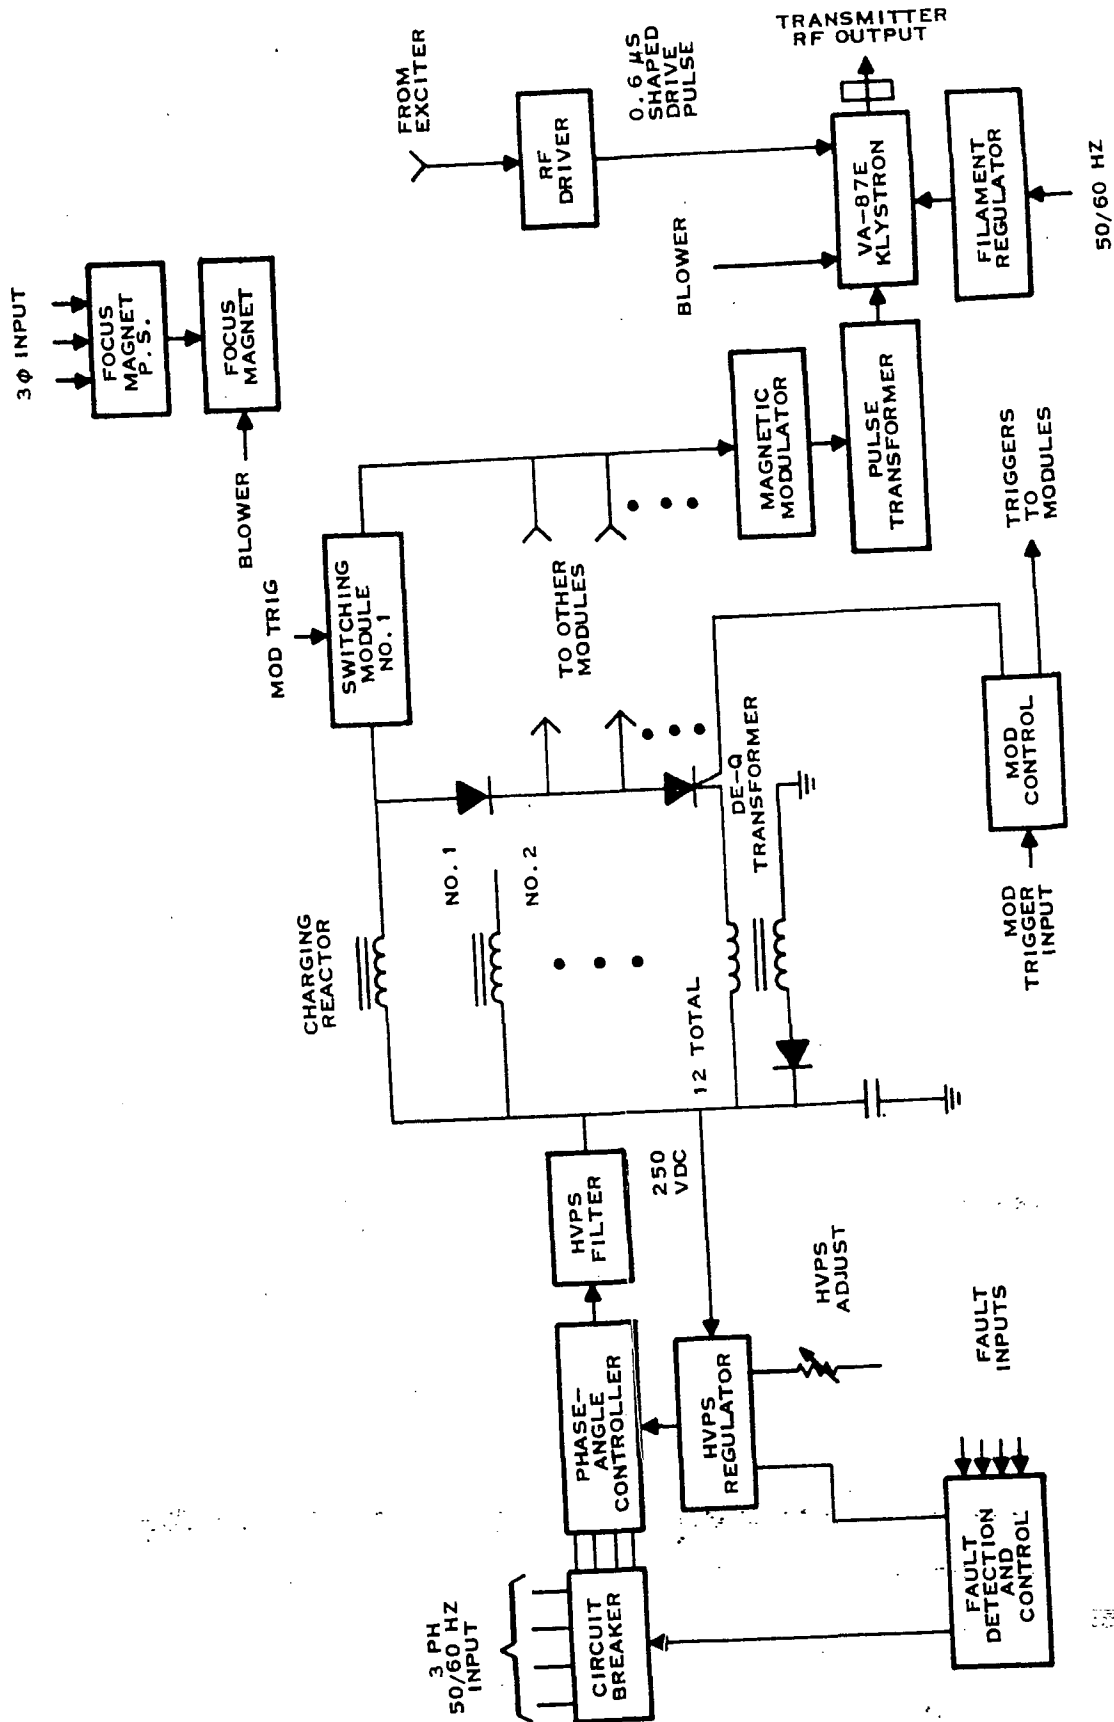 3 PH
50/60 HZ
INPUT
CIRCUIT
BREAKER
PHASE-
ANGLE
CONTROLLER
HVPS
FILTER
HVPS
REGULATOR
HVPS
ADJUST
FAULT
DETECTION
AND
CONTROL
FAULT
INPUTS
250
VDC
CHARGING
REACTOR
NO. 1
NO. 2
12 TOTAL
DE-Q
TRANSFORMER
MOD
TRIGGER
INPUT
MOD
CONTROL
TRIGGERS
TO
MODULES
MOD TRIG
SWITCHING
MODULE
NO. 1
TO OTHER
MODULES
MAGNETIC
MODULATOR
PULSE
TRANSFORMER
3φ INPUT
FOCUS
MAGNET
P.S.
FOCUS
MAGNET
BLOWER
FROM
EXCITER
RF
DRIVER
0.6 μS
SHAPED
DRIVE
PULSE
BLOWER
VA-87E
KLYSTRON
FILAMENT
REGULATOR
50/60 HZ
TRANSMITTER
RF OUTPUT